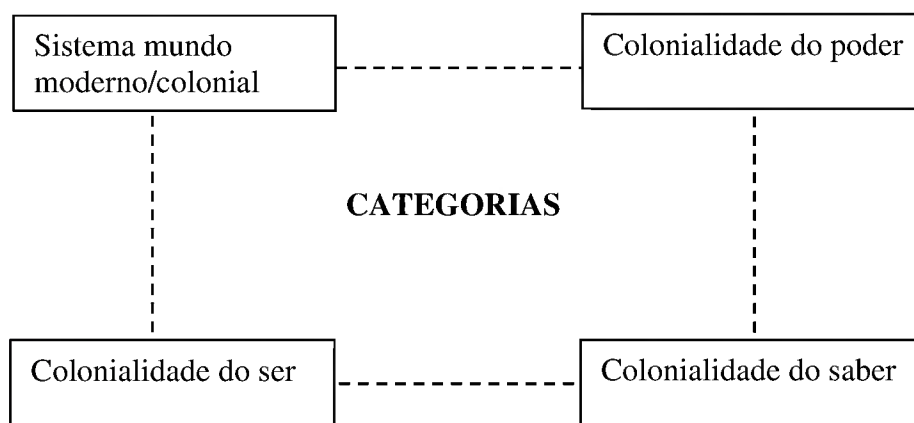 Sistema mundo
moderno/colonial
Colonialidade do poder
CATEGORIAS
Colonialidade do ser
Colonialidade do saber